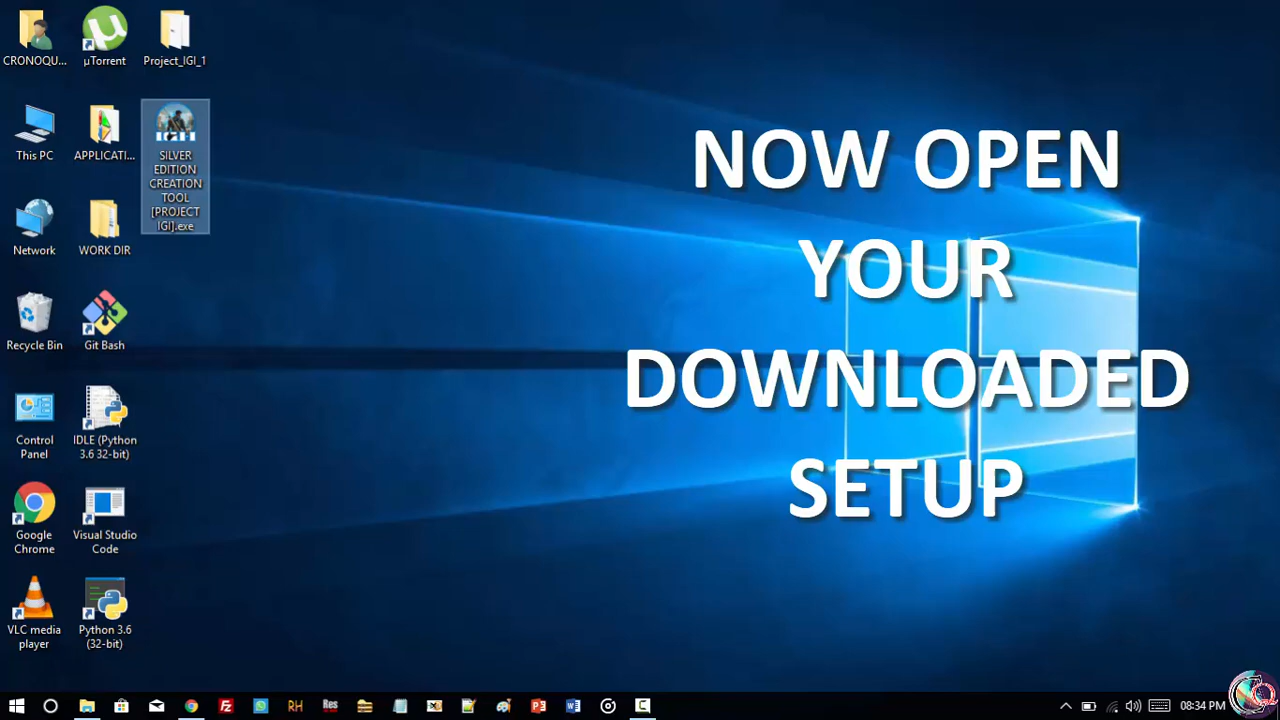 CRONOQU...
µTorrent
Project_IGI_1
This PC
APPLICATI...
SILVER
EDITION
CREATION
TOOL
[PROJECT
IGI].exe
Network
WORK DIR
Recycle Bin
Git Bash
Control
Panel
IDLE (Python
3.6 32-bit)
Google
Chrome
Visual Studio
Code
VLC media
player
Python 3.6
(32-bit)
NOW OPEN
YOUR
DOWNLOADED
SETUP
RH
Res
08:34 PM